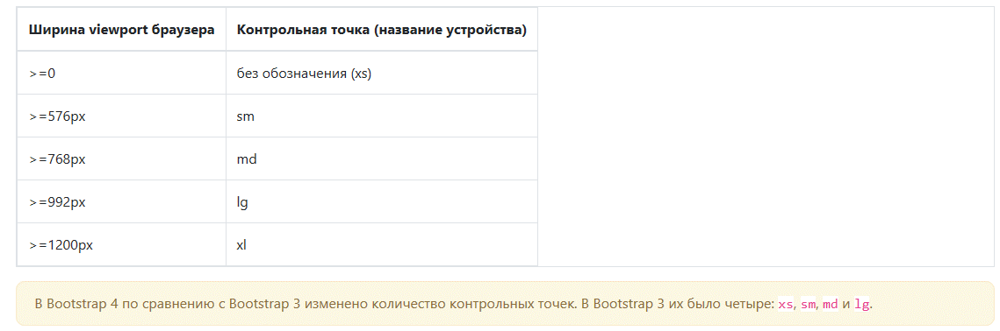 Ширина viewport браузера Контрольная точка (название устройства)
>=0 без обозначения (xs)
>=576px sm
>=768px md
>=992px lg
>=1200px xl
В Bootstrap 4 по сравнению с Bootstrap 3 изменено количество контрольных точек. В Bootstrap 3 их было четыре: xs, sm, md и lg.